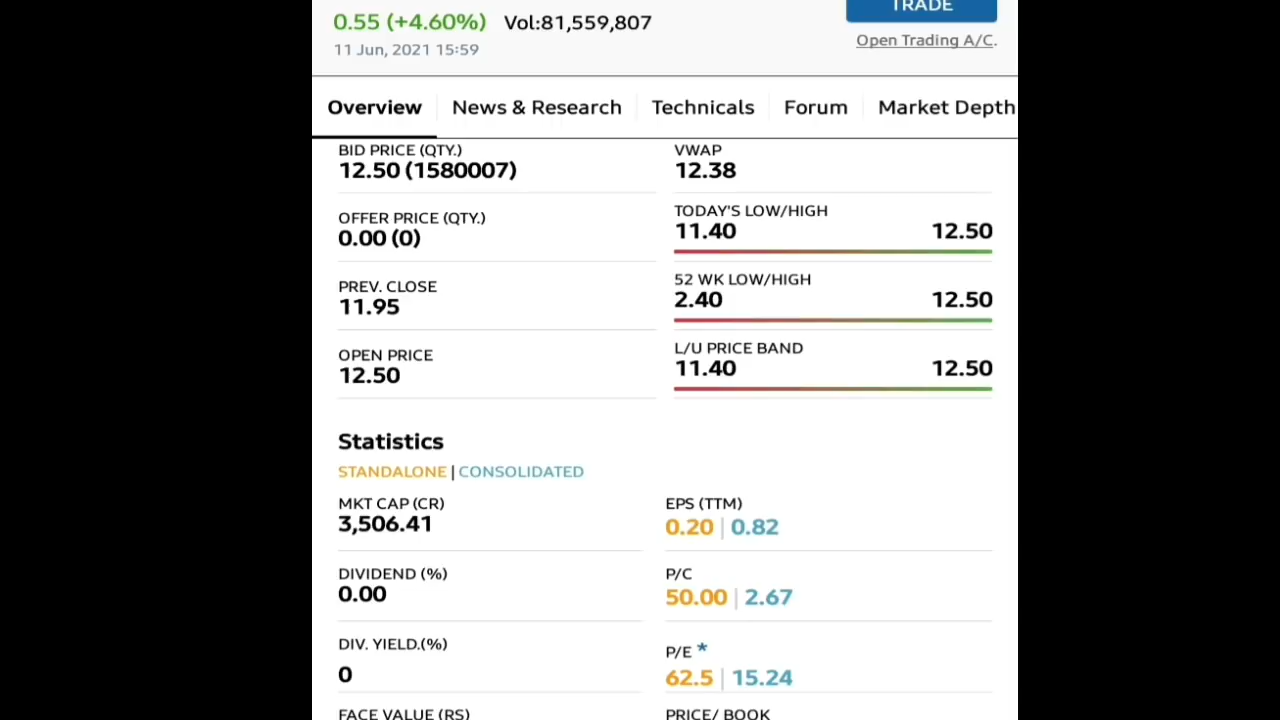 TRADE
0.55 (+4.60%) Vol:81,559,807
Open Trading A/C.
11 Jun, 2021 15:59
Overview News & Research Technicals Forum Market Depth
BID PRICE (QTY.)
12.50 (1580007)
VWAP
12.38
OFFER PRICE (QTY.)
0.00 (0)
TODAY'S LOW/HIGH
11.40 12.50
PREV. CLOSE
11.95
52 WK LOW/HIGH
2.40 12.50
OPEN PRICE
12.50
L/U PRICE BAND
11.40 12.50
Statistics
STANDALONE | CONSOLIDATED
MKT CAP (CR)
3,506.41
EPS (TTM)
0.20 | 0.82
DIVIDEND (%)
0.00
P/C
50.00 | 2.67
DIV. YIELD.(%)
0
P/E *
62.5 | 15.24
FACE VALUE (RS)
PRICE/ BOOK